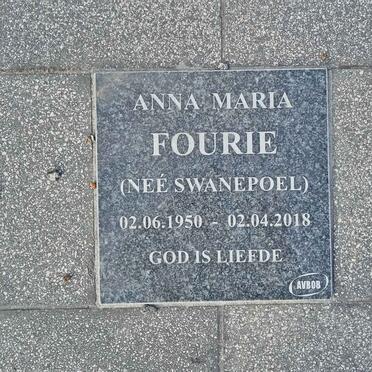 ANNA MARIA
FOURIE
(NEÉ SWANEPOEL)
02.06.1950 - 02.04.2018
GOD IS LIEFDE
AVBOB